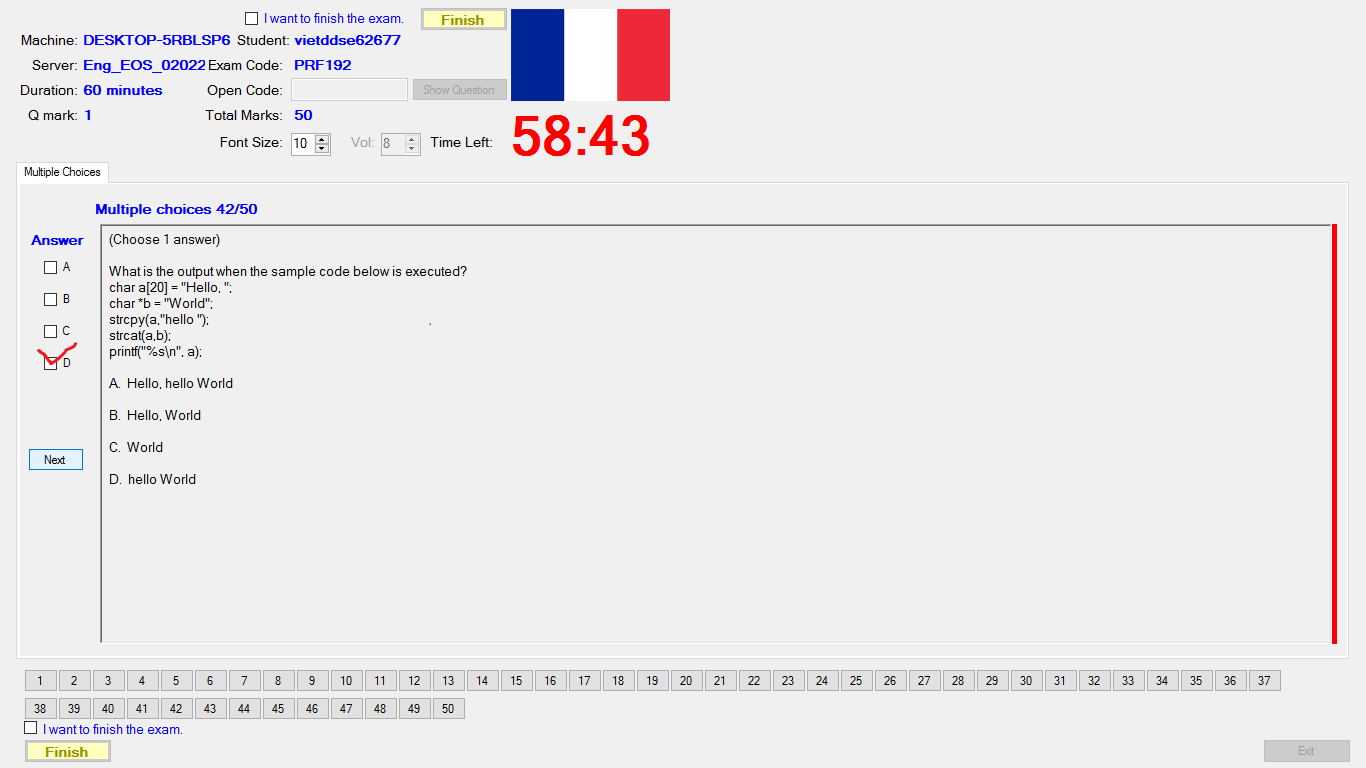 I want to finish the exam. Finish
Machine: DESKTOP-5RBLSP6 Student: vietddse62677
Server: Eng_EOS_02022 Exam Code: PRF192
Duration: 60 minutes Open Code: Show Question
Q mark: 1 Total Marks: 50
Font Size: 10 Vol: 8 Time Left: 58:43
Multiple Choices
Multiple choices 42/50
Answer
A
B
C
D
Next
(Choose 1 answer)
What is the output when the sample code below is executed?
char a[20] = "Hello, ";
char *b = "World";
strcpy(a,"hello ");
strcat(a,b);
printf("%s\n", a);
A. Hello, hello World
B. Hello, World
C. World
D. hello World
1 2 3 4 5 6 7 8 9 10 11 12 13 14 15 16 17 18 19 20 21 22 23 24 25 26 27 28 29 30 31 32 33 34 35 36 37
38 39 40 41 42 43 44 45 46 47 48 49 50
I want to finish the exam.
Finish
Exit